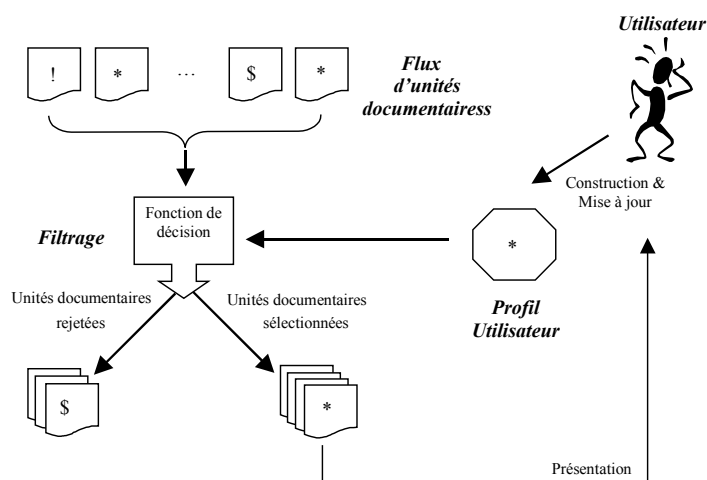 Utilisateur
! * ... $ *
Flux
d'unités
documentairess
Construction &
Mise à jour
Fonction de
décision
Filtrage
*
Profil
Utilisateur
Unités documentaires
rejetées
Unités documentaires
sélectionnées
$
*
Présentation